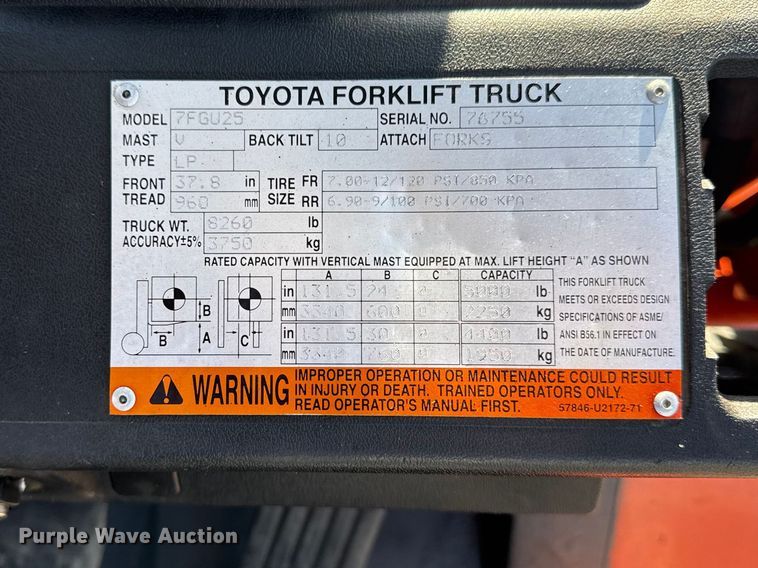 TOYOTA FORKLIFT TRUCK
MODEL 7FGU25 SERIAL NO. 76755
MAST V BACK TILT 10 ATTACH FORKS
TYPE LP
FRONT TREAD 37.8 in 960 mm
TIRE SIZE FR 7.00-12/120 PSI/850 KPA
RR 6.90-9/100 PSI/700 KPA
TRUCK WT. 8260 lb
ACCURACY±5% 3750 kg
RATED CAPACITY WITH VERTICAL MAST EQUIPPED AT MAX. LIFT HEIGHT "A" AS SHOWN
A B C CAPACITY
in 131.5 24 0 5000 lb
mm 3340 600 0 2250 kg
in 131.5 30 0 4400 lb
mm 3340 760 0 1950 kg
B
B A C
THIS FORKLIFT TRUCK
MEETS OR EXCEEDS DESIGN
SPECIFICATIONS OF ASME/
ANSI B56.1 IN EFFECT ON
THE DATE OF MANUFACTURE.
WARNING
IMPROPER OPERATION OR MAINTENANCE COULD RESULT
IN INJURY OR DEATH. TRAINED OPERATORS ONLY.
READ OPERATOR'S MANUAL FIRST. 57846-U2172-71
Purple Wave Auction